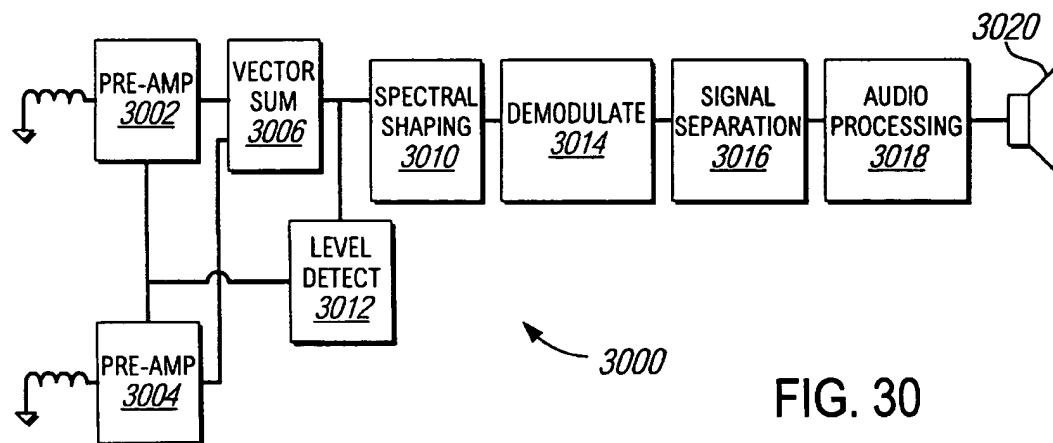 PRE-AMP
3002
VECTOR
SUM
3006
SPECTRAL
SHAPING
3010
DEMODULATE
3014
SIGNAL
SEPARATION
3016
AUDIO
PROCESSING
3018
3020
LEVEL
DETECT
3012
PRE-AMP
3004
3000
FIG. 30